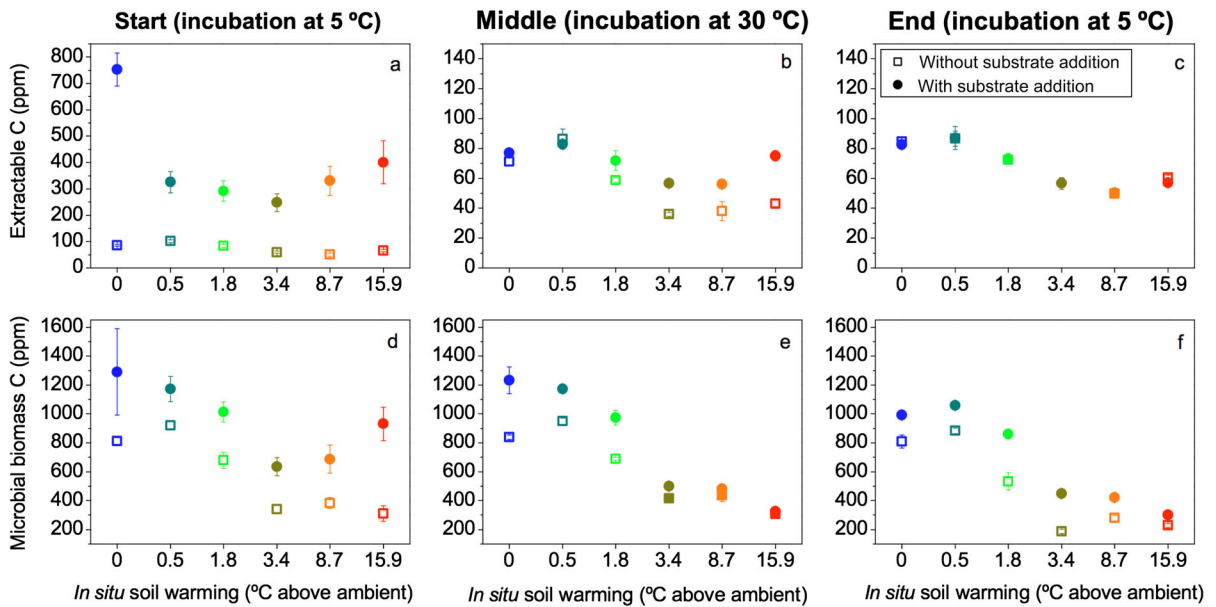 Start (incubation at 5 ºC)
Middle (incubation at 30 ºC)
End (incubation at 5 ºC)
Extractable C (ppm)
800
700
600
500
400
300
200
100
0
a
0 0.5 1.8 3.4 8.7 15.9
140
120
100
80
60
40
20
0
b
0 0.5 1.8 3.4 8.7 15.9
140
120
100
80
60
40
20
0
Without substrate addition
With substrate addition
c
0 0.5 1.8 3.4 8.7 15.9
Microbial biomass C (ppm)
1600
1400
1200
1000
800
600
400
200
d
0 0.5 1.8 3.4 8.7 15.9
In situ soil warming (ºC above ambient)
1600
1400
1200
1000
800
600
400
200
e
0 0.5 1.8 3.4 8.7 15.9
In situ soil warming (ºC above ambient)
1600
1400
1200
1000
800
600
400
200
f
0 0.5 1.8 3.4 8.7 15.9
In situ soil warming (ºC above ambient)